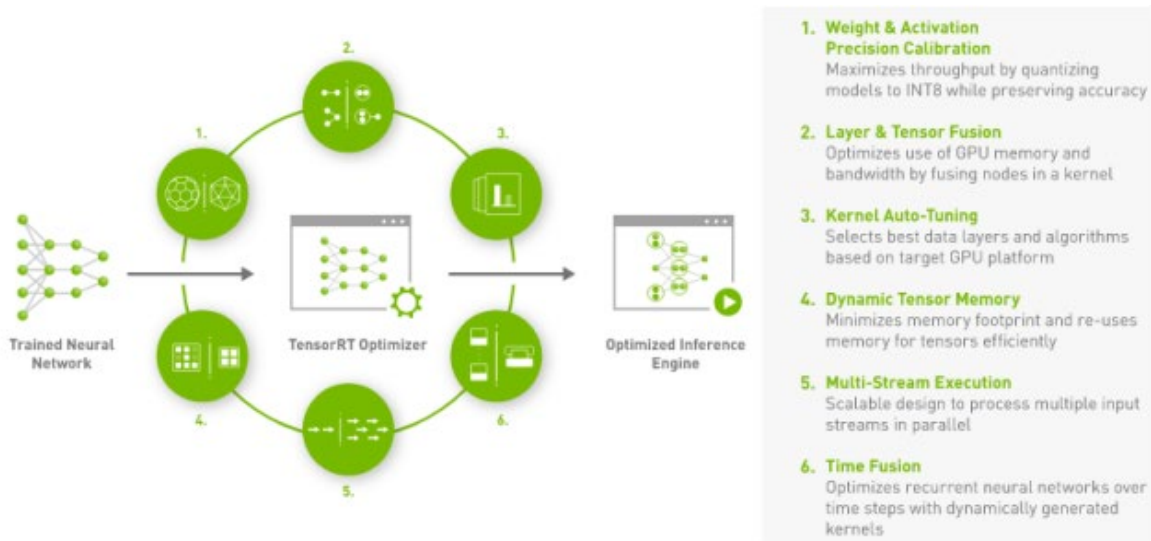 2.
1.
3.
Trained Neural
Network
TensorRT Optimizer
Optimized Inference
Engine
4.
6.
5.
1. Weight & Activation
Precision Calibration
Maximizes throughput by quantizing
models to INT8 while preserving accuracy
2. Layer & Tensor Fusion
Optimizes use of GPU memory and
bandwidth by fusing nodes in a kernel
3. Kernel Auto-Tuning
Selects best data layers and algorithms
based on target GPU platform
4. Dynamic Tensor Memory
Minimizes memory footprint and re-uses
memory for tensors efficiently
5. Multi-Stream Execution
Scalable design to process multiple input
streams in parallel
6. Time Fusion
Optimizes recurrent neural networks over
time steps with dynamically generated
kernels